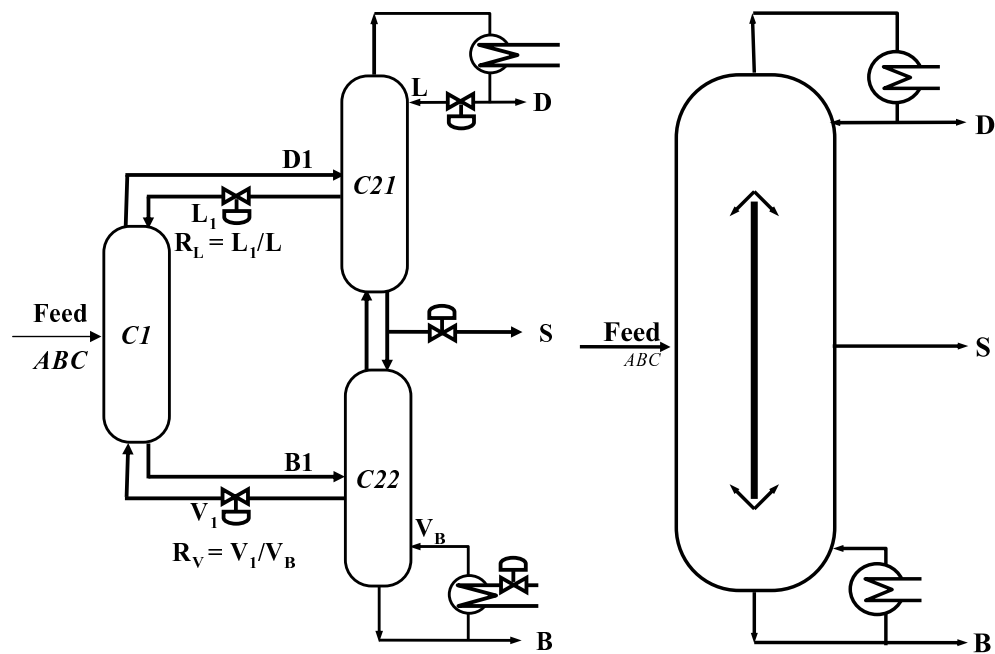 L
D
D1
C21
L1
RL = L1/L
Feed
ABC
C1
S
B1
C22
V1
VB
RV = V1/VB
B
D
Feed
ABC
S
B